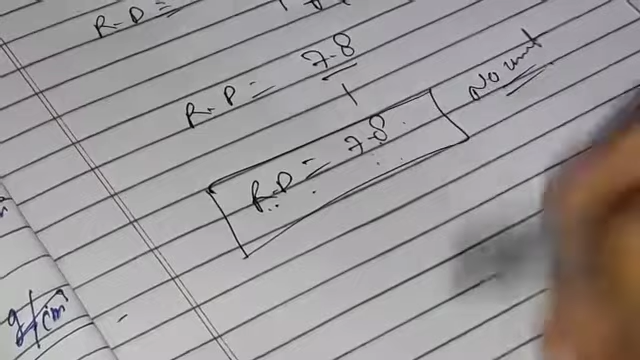 R.D =
R.D = 7.8
1
No unit
R.D = 7.8
g/cm³